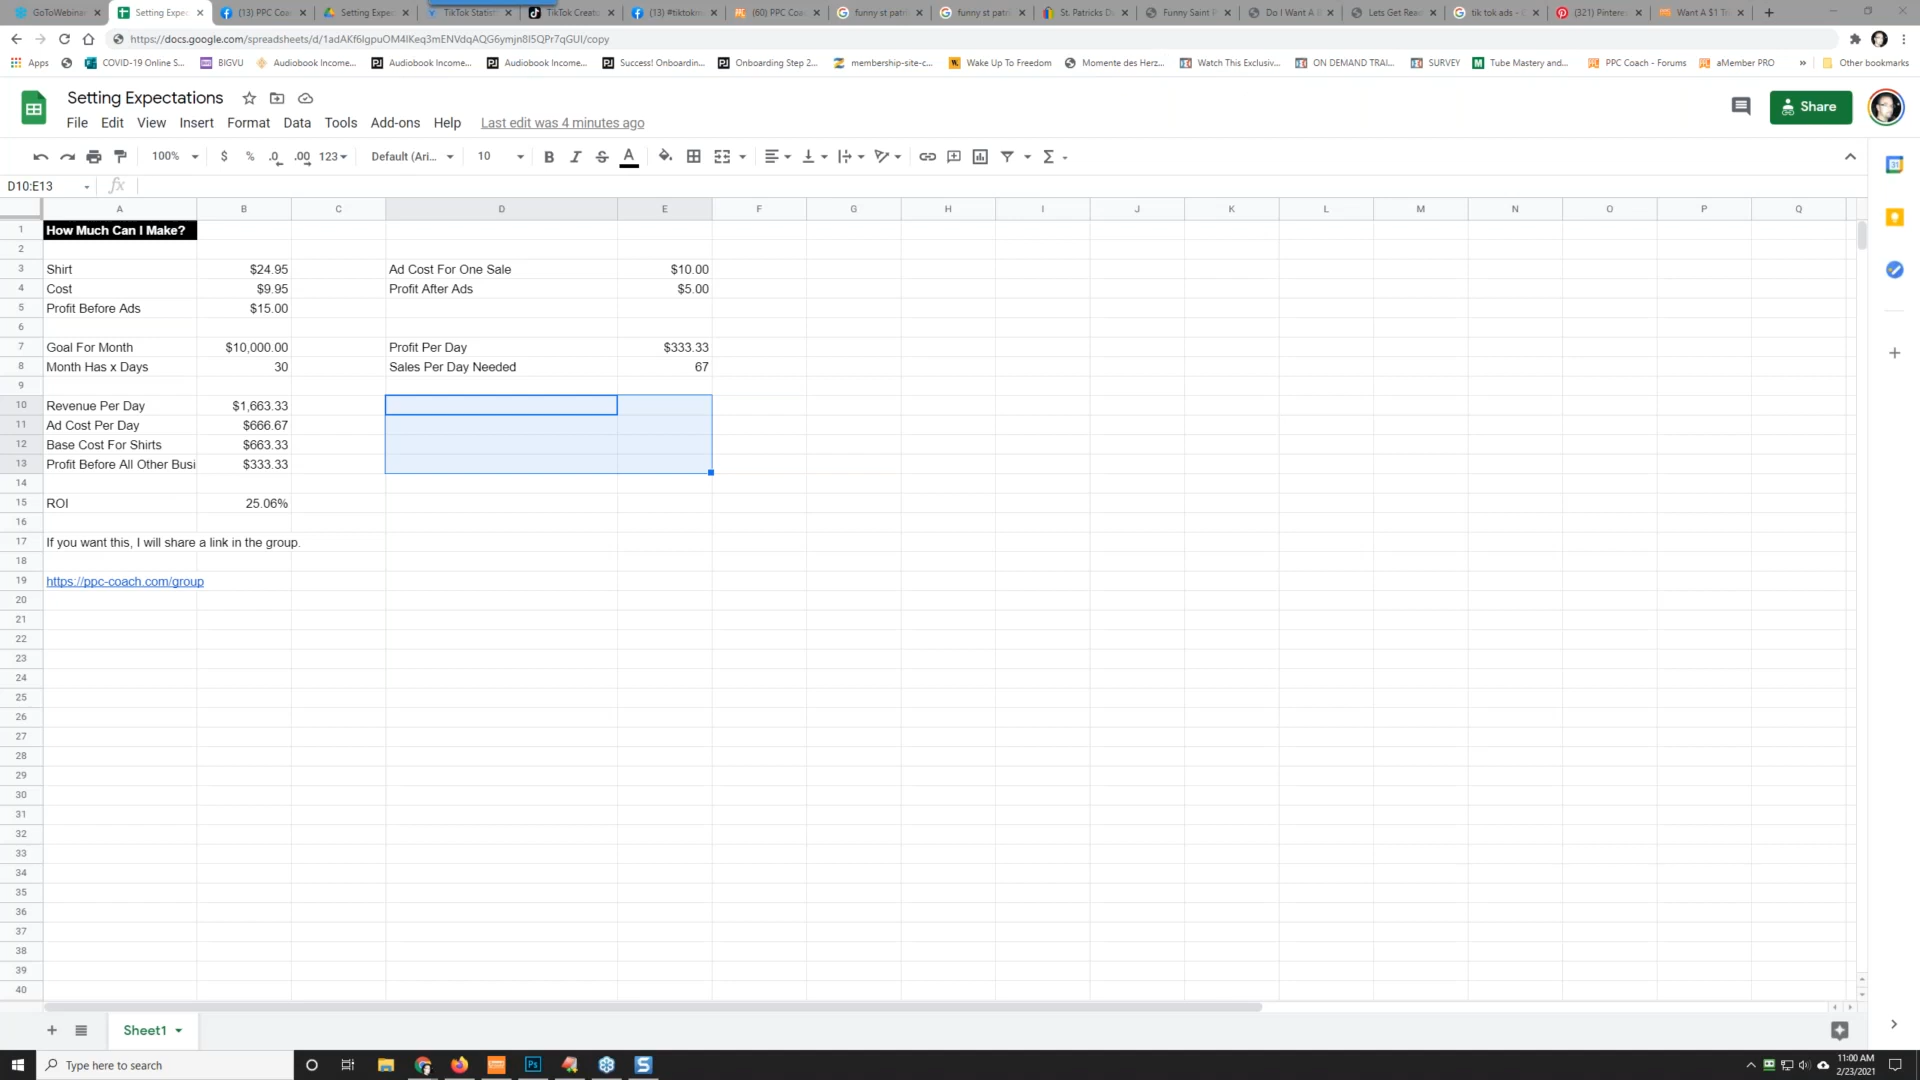 GoToWebinar
Setting Expec
(13) PPC Coa
Setting Expec
TikTok Statist
TikTok Creato
(13) #tiktokm
(60) PPC Coa
funny st patri
funny st patri
St. Patricks D
Funny Saint P
Do I Want A B
Lets Get Read
tik tok ads - G
(321) Pinteres
Want A $1 Tr
https://docs.google.com/spreadsheets/d/1adAKf6IgpuOM4lKeq3mENVdqAQG6ymjn8I5QPr7qGUI/copy
Apps
COVID-19 Online S...
BIGVU
Audiobook Income...
Audiobook Income...
Audiobook Income...
Success! Onboardin...
Onboarding Step 2...
membership-site-c...
Wake Up To Freedom
Momente des Herz...
Watch This Exclusiv...
ON DEMAND TRAI...
SURVEY
Tube Mastery and...
PPC Coach - Forums
aMember PRO
»
Other bookmarks
Setting Expectations
File Edit View Insert Format Data Tools Add-ons Help Last edit was 4 minutes ago
Share
100% $ % .0 .00 123 Default (Ari... 10 B I S A Σ
D10:E13 fx
A B C D E F G H I J K L M N O P Q
1 How Much Can I Make?
2
3 Shirt $24.95 Ad Cost For One Sale $10.00
4 Cost $9.95 Profit After Ads $5.00
5 Profit Before Ads $15.00
6
7 Goal For Month $10,000.00 Profit Per Day $333.33
8 Month Has x Days 30 Sales Per Day Needed 67
9
10 Revenue Per Day $1,663.33
11 Ad Cost Per Day $666.67
12 Base Cost For Shirts $663.33
13 Profit Before All Other Busi $333.33
14
15 ROI 25.06%
16
17 If you want this, I will share a link in the group.
18
19 https://ppc-coach.com/group
20
21
22
23
24
25
26
27
28
29
30
31
32
33
34
35
36
37
38
39
40
Sheet1
Type here to search
11:00 AM
2/23/2021